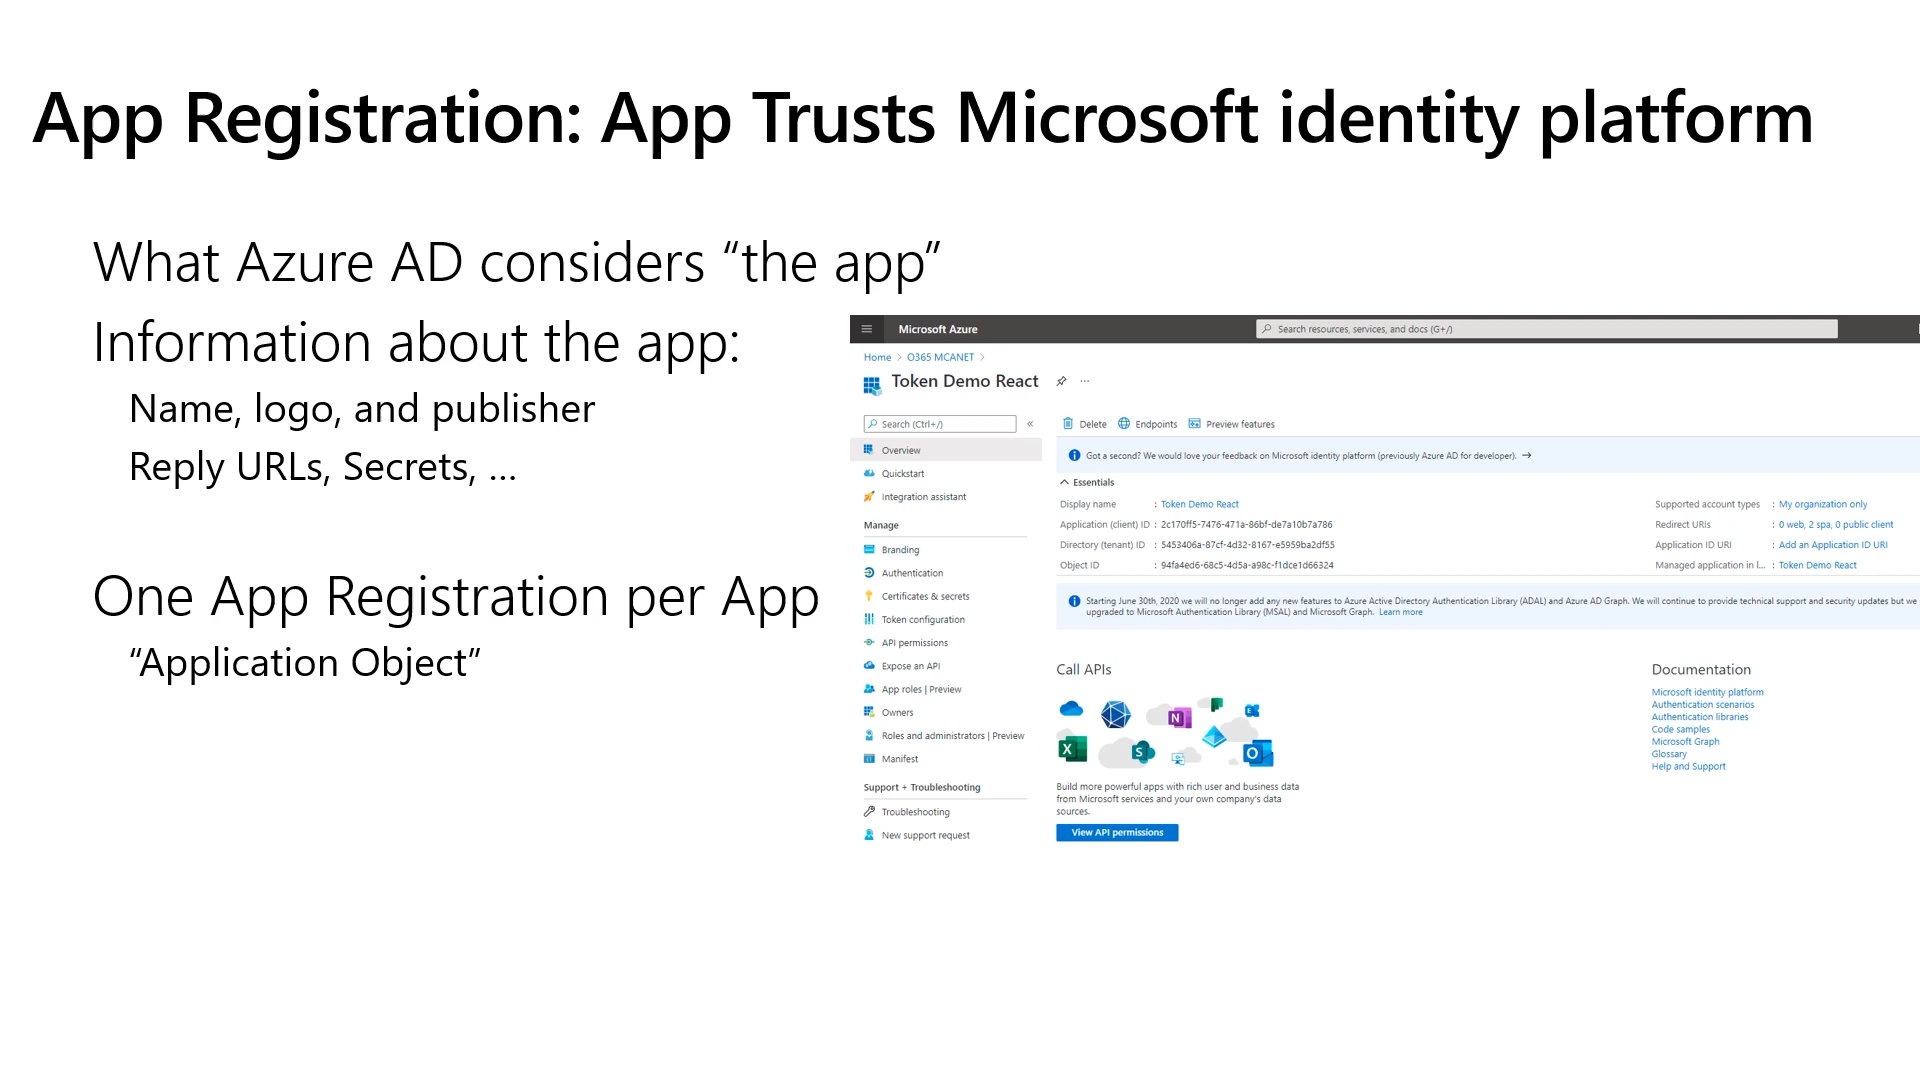 App Registration: App Trusts Microsoft identity platform
What Azure AD considers “the app”
Information about the app:
Name, logo, and publisher
Reply URLs, Secrets, …
One App Registration per App
“Application Object”
Microsoft Azure
Search resources, services, and docs (G+/)
Home > O365 MCANET >
Token Demo React
Search (Ctrl+/)
«
Overview
Quickstart
Integration assistant
Manage
Branding
Authentication
Certificates & secrets
Token configuration
API permissions
Expose an API
App roles | Preview
Owners
Roles and administrators | Preview
Manifest
Support + Troubleshooting
Troubleshooting
New support request
Delete Endpoints Preview features
Got a second? We would love your feedback on Microsoft identity platform (previously Azure AD for developer). →
Essentials
Display name : Token Demo React
Application (client) ID : 2c170ff5-7476-471a-86bf-de7a10b7a786
Directory (tenant) ID : 5453406a-87cf-4d32-8167-e5959ba2df55
Object ID : 94fa4ed6-68c5-4d5a-a98c-f1dce1d66324
Supported account types : My organization only
Redirect URIs : 0 web, 2 spa, 0 public client
Application ID URI : Add an Application ID URI
Managed application in l... : Token Demo React
Starting June 30th, 2020 we will no longer add any new features to Azure Active Directory Authentication Library (ADAL) and Azure AD Graph. We will continue to provide technical support and security updates but we
upgraded to Microsoft Authentication Library (MSAL) and Microsoft Graph. Learn more
Call APIs
Build more powerful apps with rich user and business data
from Microsoft services and your own company's data
sources.
View API permissions
Documentation
Microsoft identity platform
Authentication scenarios
Authentication libraries
Code samples
Microsoft Graph
Glossary
Help and Support